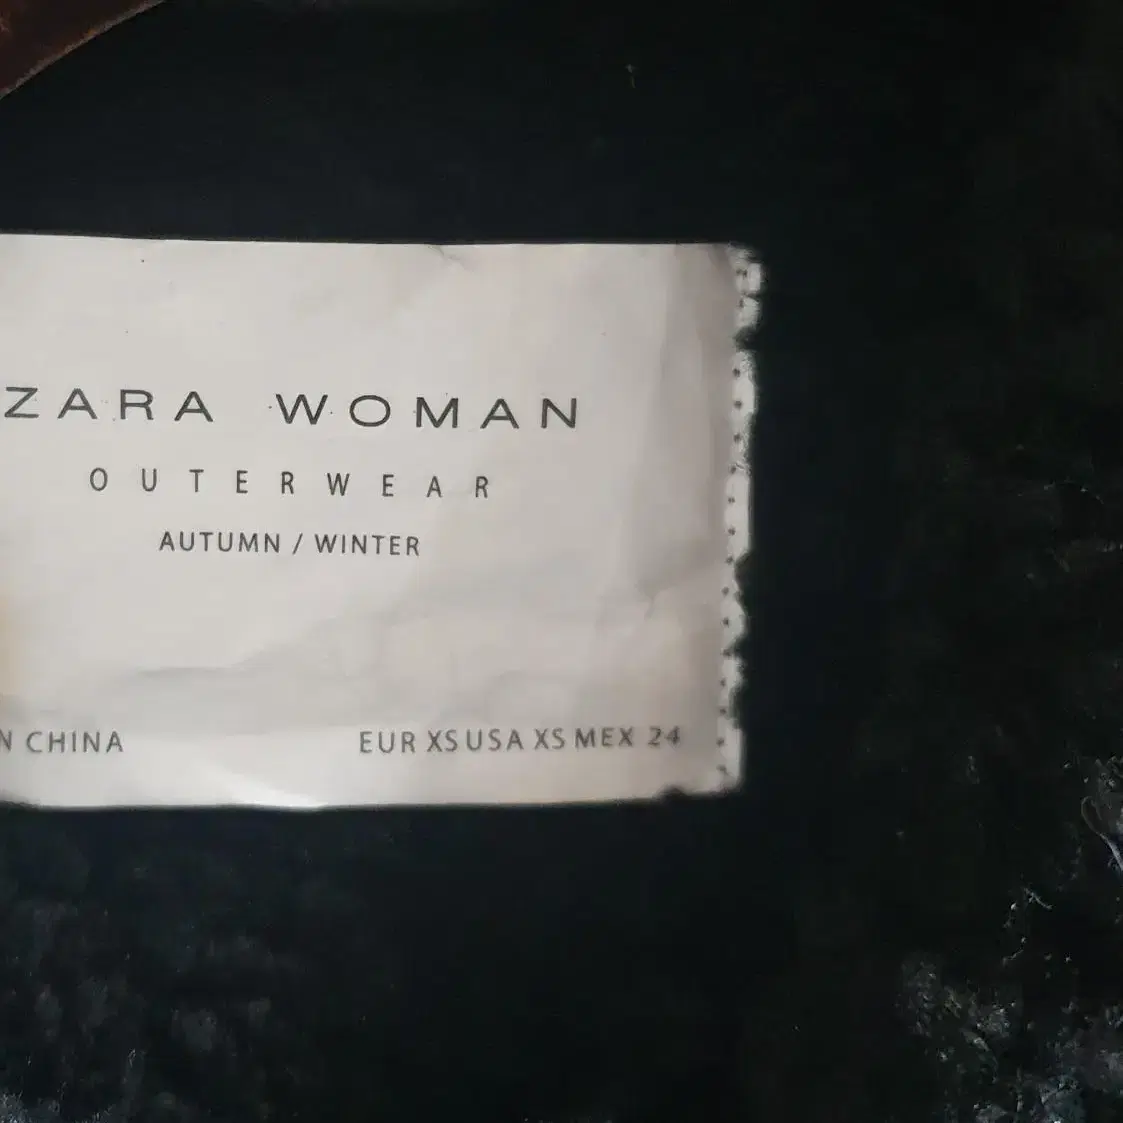 ZARA WOMAN
OUTERWEAR
AUTUMN / WINTER
N CHINA
EUR XS USA XS MEX 24